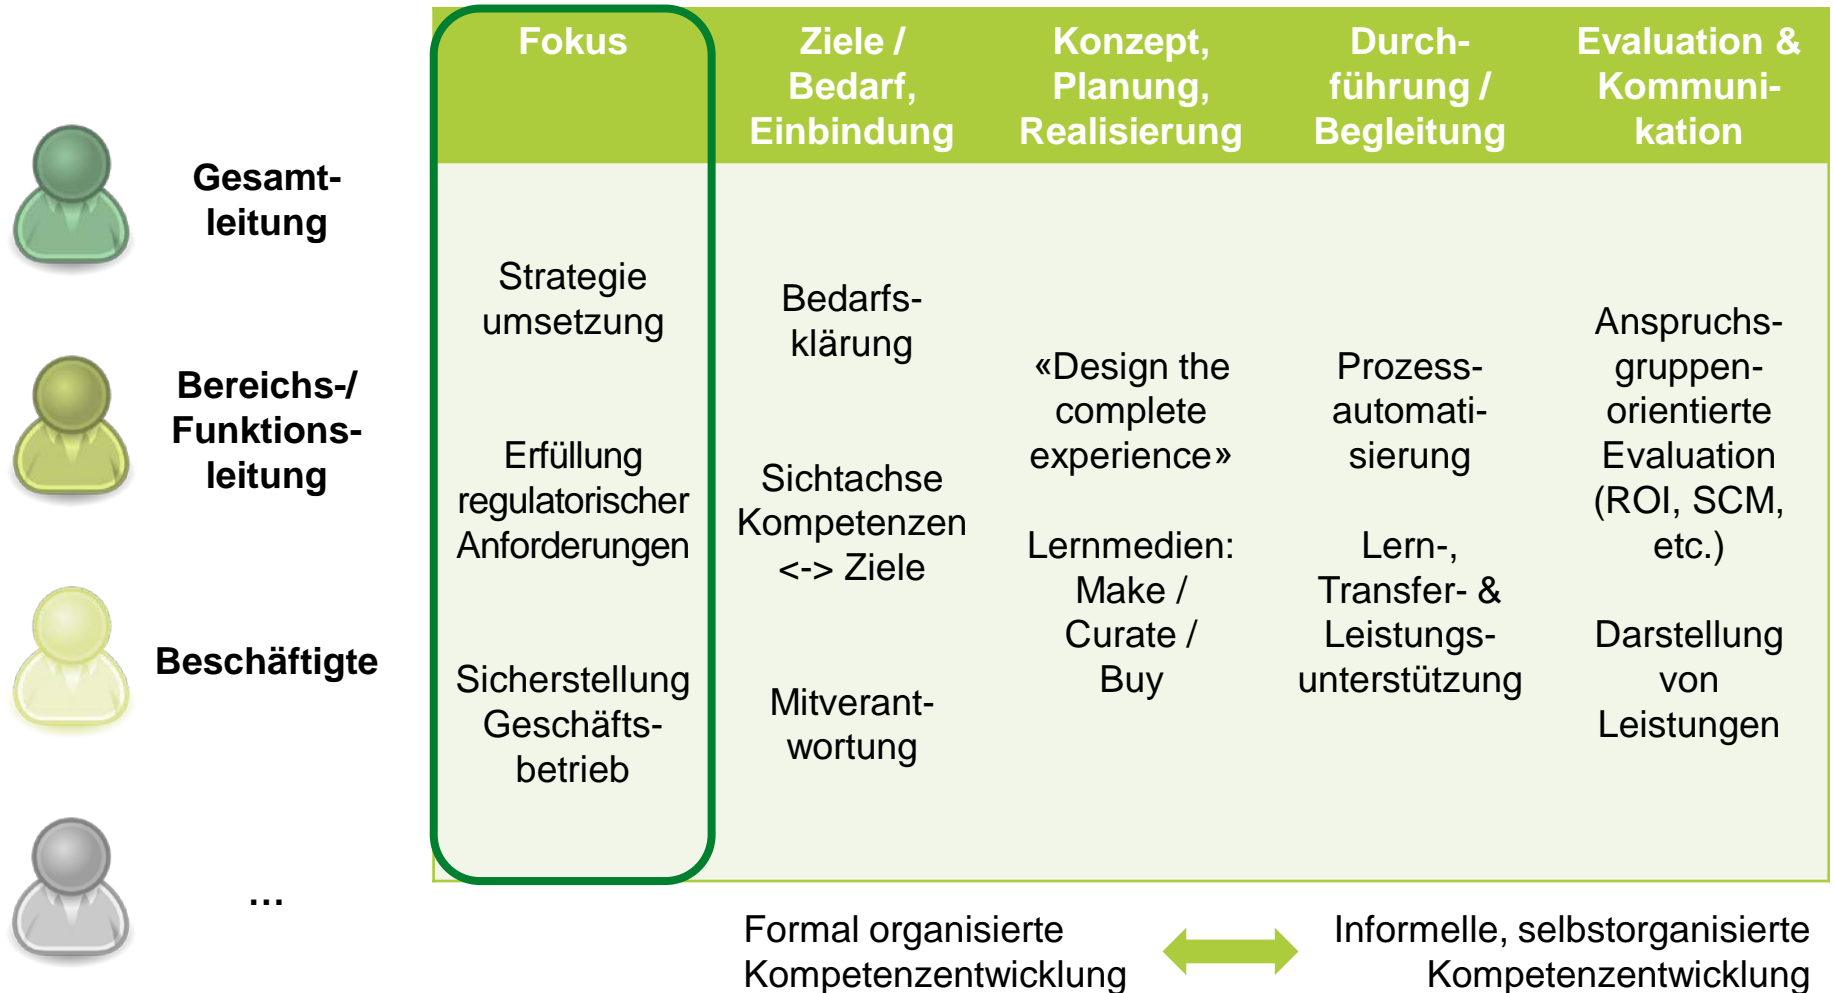 Gesamt-
leitung
Bereichs-/
Funktions-
leitung
Beschäftigte
...
Fokus
Strategie
umsetzung
Erfüllung
regulatorischer
Anforderungen
Sicherstellung
Geschäfts-
betrieb
Ziele /
Bedarf,
Einbindung
Bedarfs-
klärung
Sichtachse
Kompetenzen
<-> Ziele
Mitverant-
wortung
Konzept,
Planung,
Realisierung
«Design the
complete
experience»
Lernmedien:
Make /
Curate /
Buy
Durch-
führung /
Begleitung
Prozess-
automati-
sierung
Lern-,
Transfer- &
Leistungs-
unterstützung
Evaluation &
Kommuni-
kation
Anspruchs-
gruppen-
orientierte
Evaluation
(ROI, SCM,
etc.)
Darstellung
von
Leistungen
Formal organisierte
Kompetenzentwicklung
Informelle, selbstorganisierte
Kompetenzentwicklung